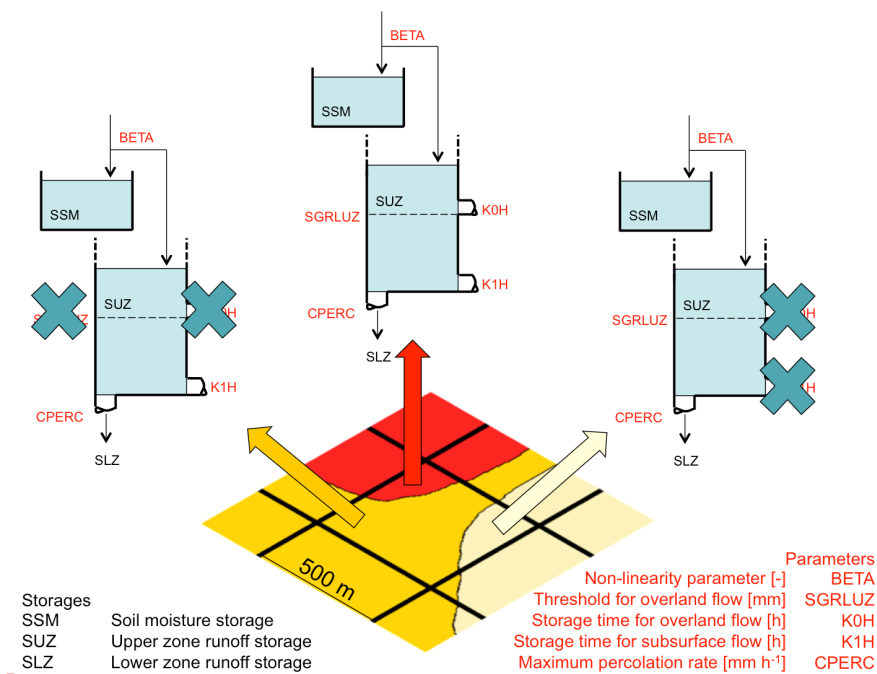 BETA
SSM
SUZ
SGRLUZ
K0H
K1H
CPERC
SLZ
BETA
SSM
SUZ
K1H
CPERC
SLZ
BETA
SSM
SUZ
SGRLUZ
CPERC
SLZ
500 m
Storages
SSM Soil moisture storage
SUZ Upper zone runoff storage
SLZ Lower zone runoff storage
Parameters
Non-linearity parameter [-] BETA
Threshold for overland flow [mm] SGRLUZ
Storage time for overland flow [h] K0H
Storage time for subsurface flow [h] K1H
Maximum percolation rate [mm h-1] CPERC